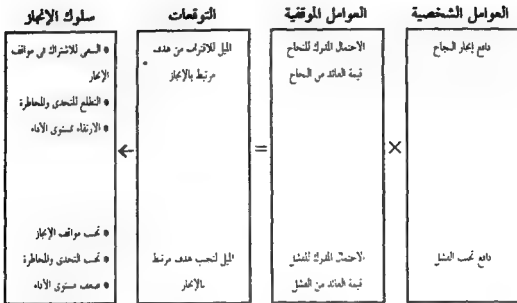 العوامل الشخصية
دافع إنجاز النجاح
دافع تجنب الفشل
×
العوامل الموقفية
الاحتمال المدرك للنجاح
قيمة العائد من النجاح
الاحتمال المدرك للفشل
قيمة العائد من الفشل
=
التوقعات
الميل للاقتراب من هدف
مرتبط بالإنجاز
الميل لتجنب هدف مرتبط
بالإنجاز
←
سلوك الإنجاز
• السعي للاشتراك في مواقف
الإنجاز
• التطلع للتحدي والمخاطرة
• الارتقاء بمستوى الأداء
• تجنب مواقف الإنجاز
• تجنب التحدي والمخاطرة
• ضعف مستوى الأداء